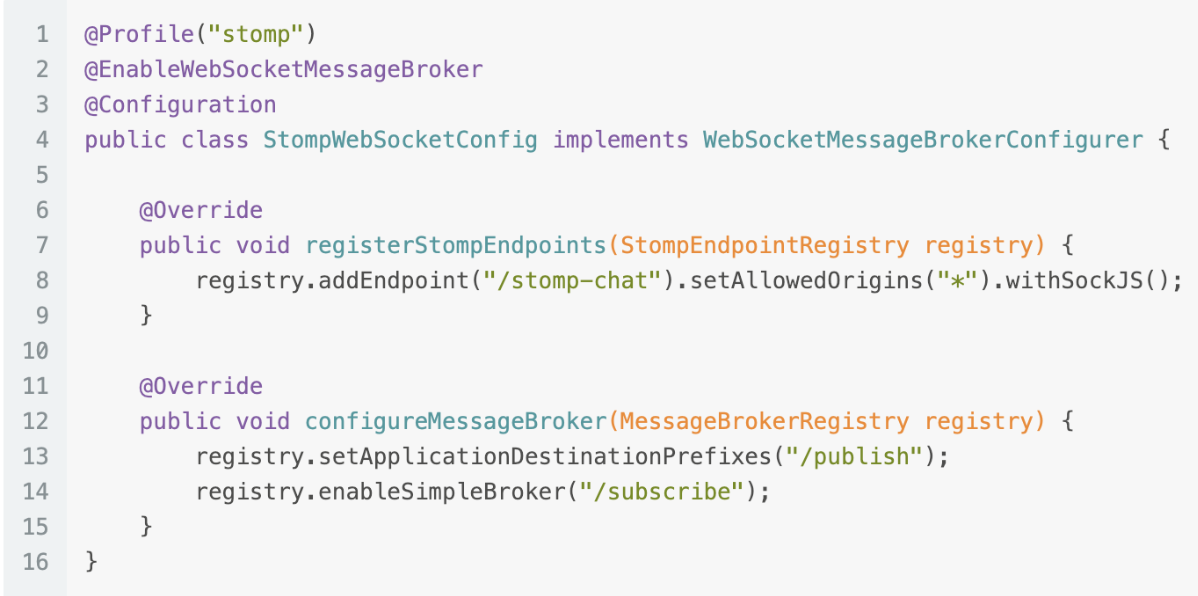 1 @Profile("stomp")
2 @EnableWebSocketMessageBroker
3 @Configuration
4 public class StompWebSocketConfig implements WebSocketMessageBrokerConfigurer {
5
6     @Override
7     public void registerStompEndpoints(StompEndpointRegistry registry) {
8         registry.addEndpoint("/stomp-chat").setAllowedOrigins("*").withSockJS();
9     }
10
11     @Override
12     public void configureMessageBroker(MessageBrokerRegistry registry) {
13         registry.setApplicationDestinationPrefixes("/publish");
14         registry.enableSimpleBroker("/subscribe");
15     }
16 }